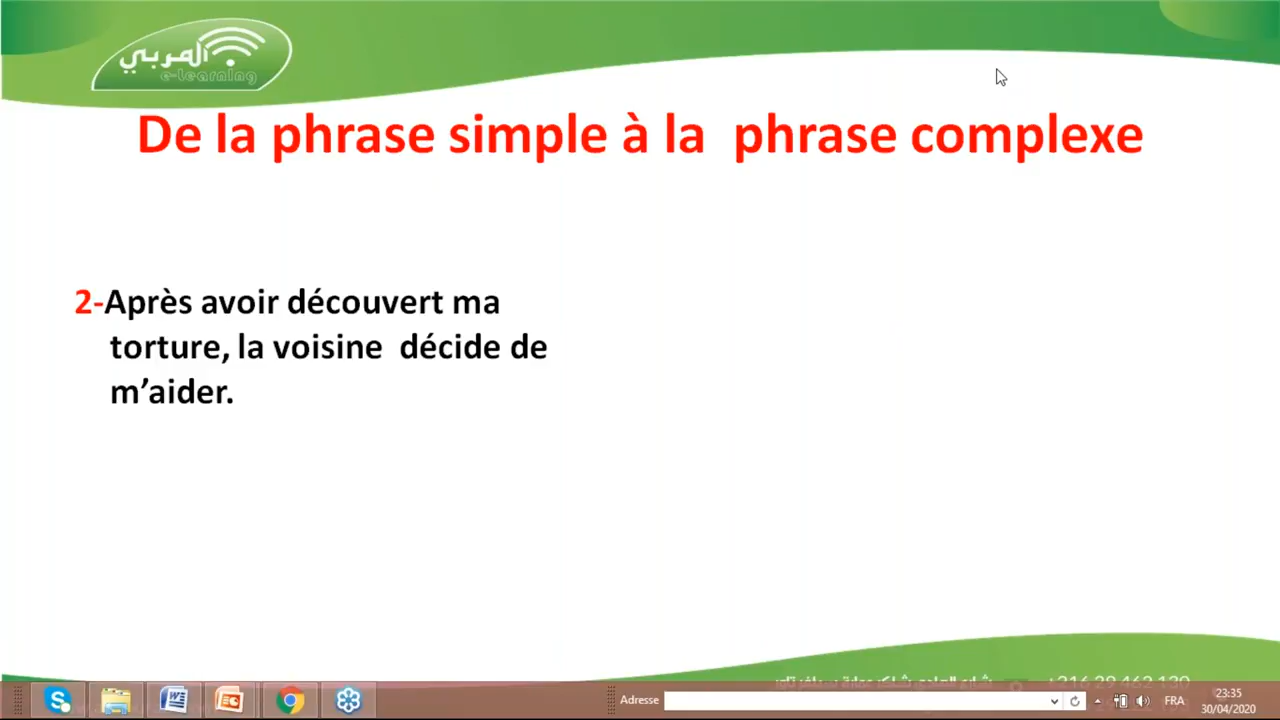 المربي
e-Learning
De la phrase simple à la phrase complexe
2-Après avoir découvert ma
torture, la voisine décide de
m’aider.
Adresse
FRA
23:35
30/04/2020